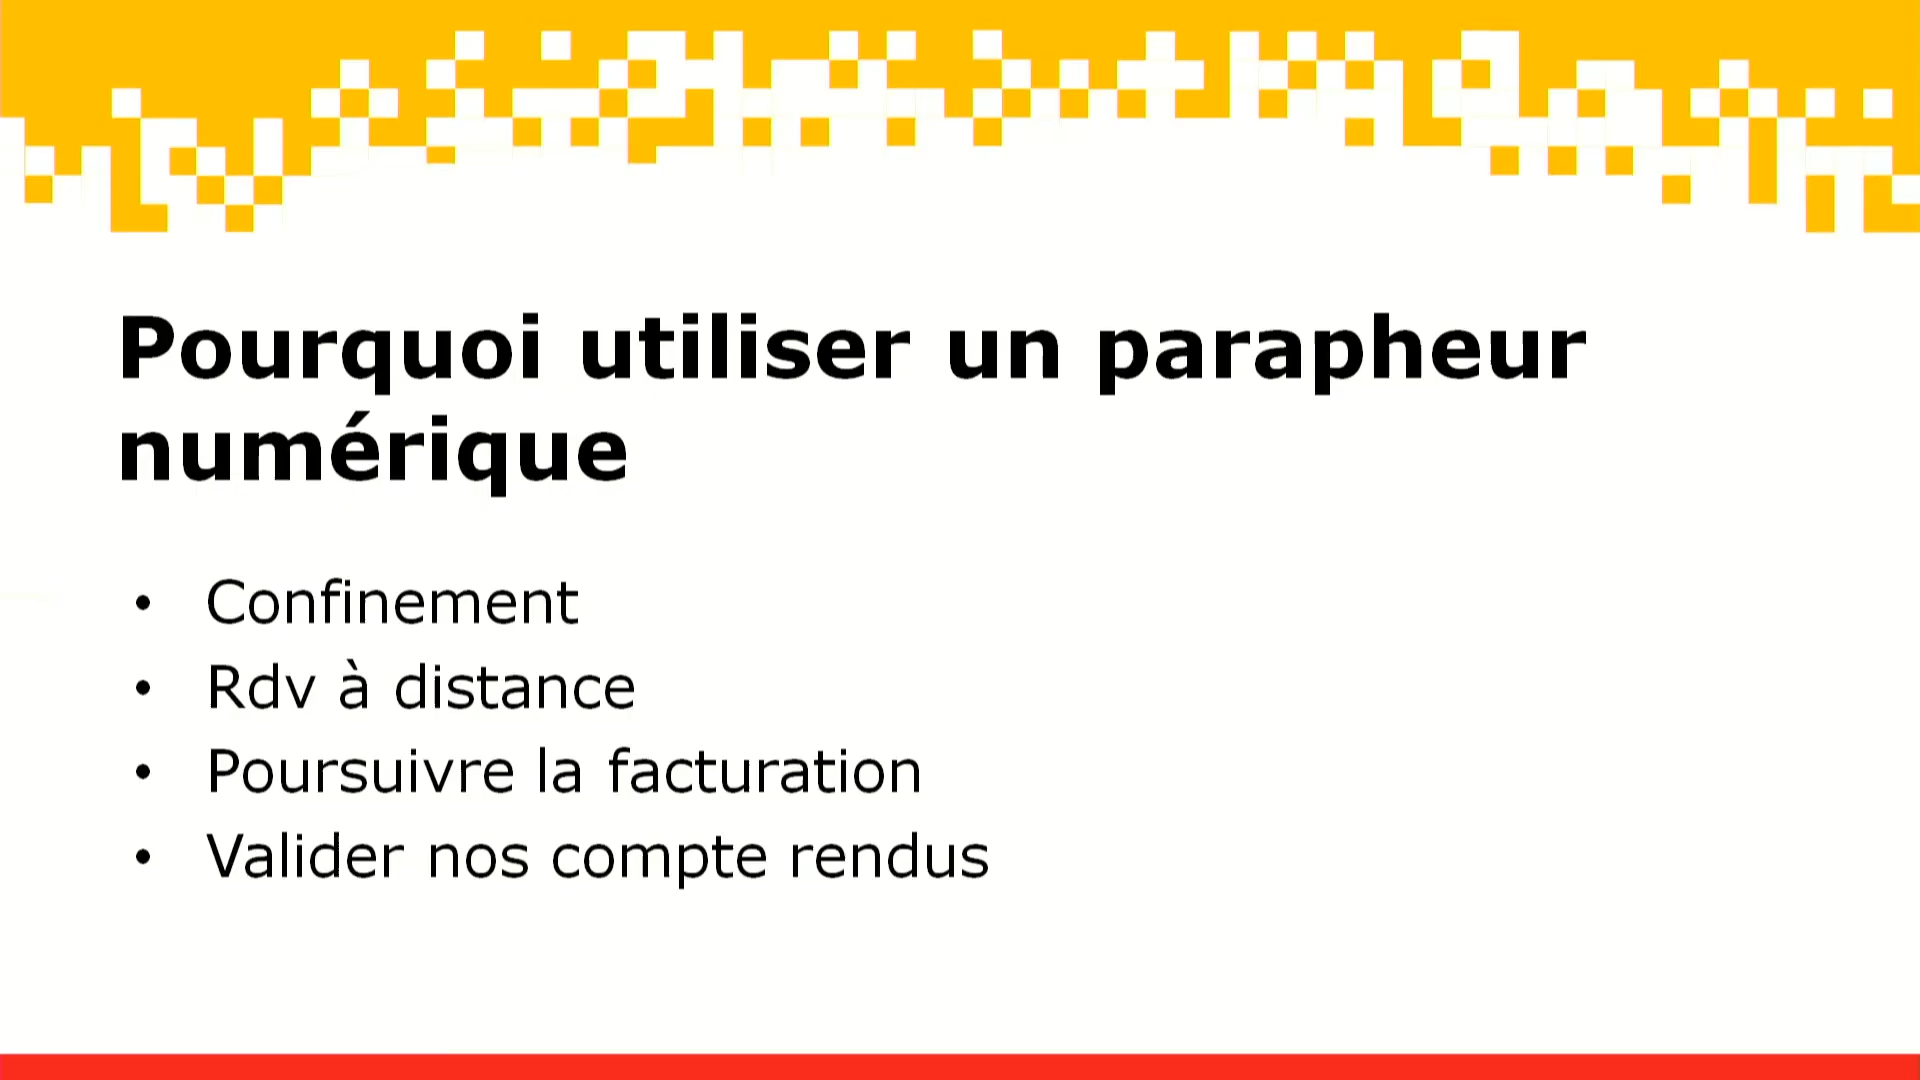 Pourquoi utiliser un parapheur
numérique
• Confinement
• Rdv à distance
• Poursuivre la facturation
• Valider nos compte rendus